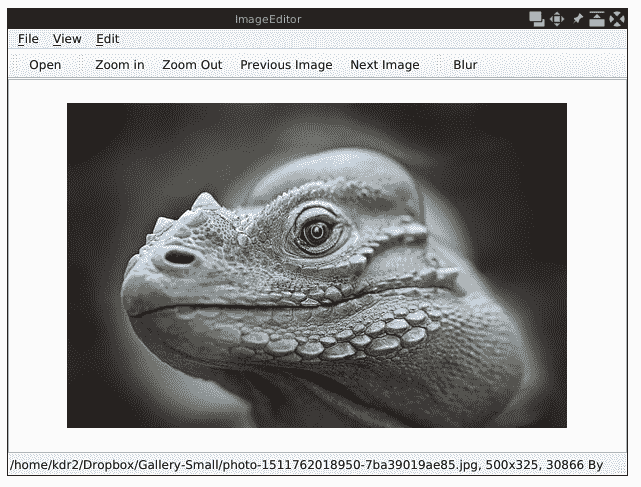 ImageEditor
File View Edit
Open Zoom in Zoom Out Previous Image Next Image Blur
/home/kdr2/Dropbox/Gallery-Small/photo-1511762018950-7ba39019ae85.jpg, 500x325, 30866 By